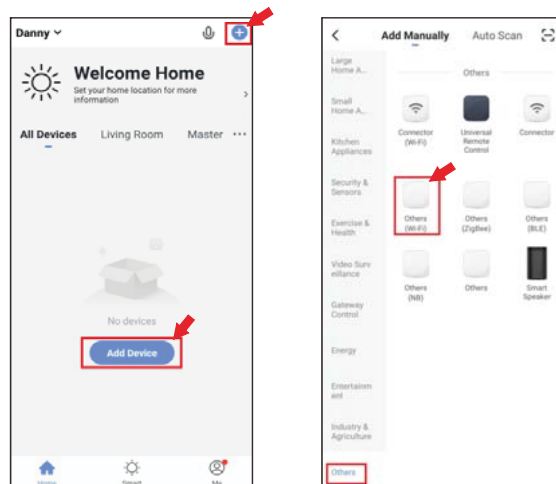 Danny
Welcome Home
Set your home location for more
information
All Devices
Living Room
Master
No devices
Add Device
Home
Smart
Me
Add Manually
Auto Scan
Large
Home A...
Small
Home A...
Kitchen
Appliances
Security &
Sensors
Exercise &
Health
Video Surv
eillance
Gateway
Control
Energy
Entertainm
ent
Industry &
Agriculture
Others
Others
Connector
(Wi-Fi)
Universal
Remote
Control
Connector
Others
(Wi-Fi)
Others
(ZigBee)
Others
(BLE)
Others
(NB)
Others
Smart
Speaker